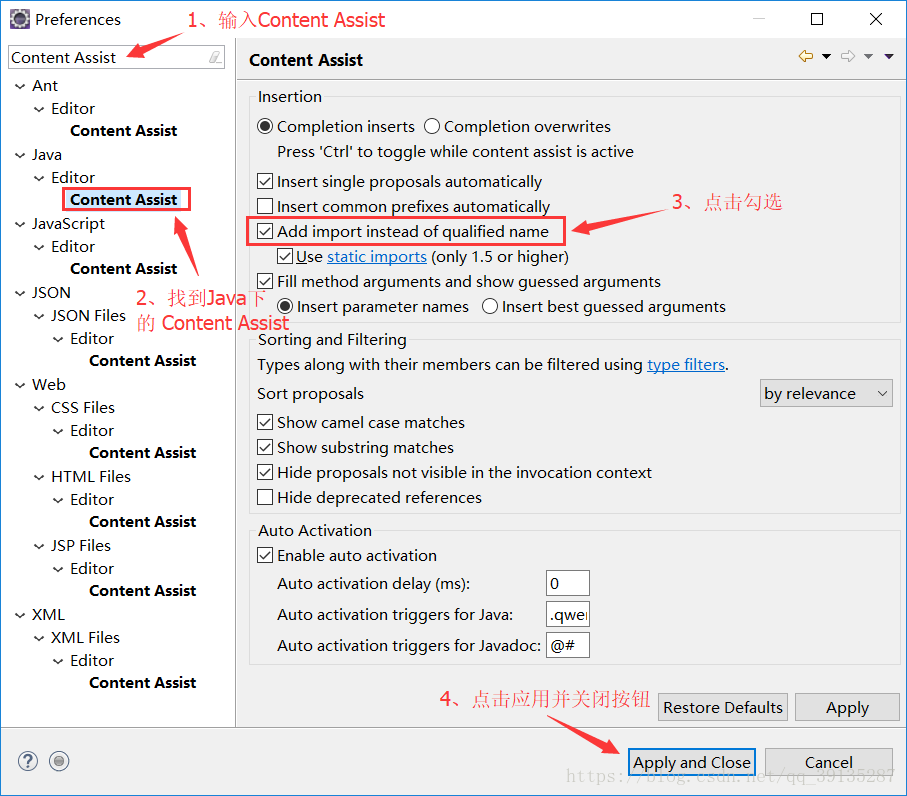 Preferences
1、输入Content Assist
Content Assist
Ant
Editor
Content Assist
Java
Editor
Content Assist
JavaScript
Editor
Content Assist
JSON
JSON Files
Editor
Content Assist
Web
CSS Files
Editor
Content Assist
HTML Files
Editor
Content Assist
JSP Files
Editor
Content Assist
XML
XML Files
Editor
Content Assist
2、找到Java下
的 Content Assist
Content Assist
Insertion
Completion inserts Completion overwrites
Press 'Ctrl' to toggle while content assist is active
Insert single proposals automatically
Insert common prefixes automatically
Add import instead of qualified name
3、点击勾选
Use static imports (only 1.5 or higher)
Fill method arguments and show guessed arguments
Insert parameter names Insert best guessed arguments
Sorting and Filtering
Types along with their members can be filtered using type filters.
Sort proposals by relevance
Show camel case matches
Show substring matches
Hide proposals not visible in the invocation context
Hide deprecated references
Auto Activation
Enable auto activation
Auto activation delay (ms): 0
Auto activation triggers for Java: .qwer
Auto activation triggers for Javadoc: @#
4、点击应用并关闭按钮
Restore Defaults Apply
Apply and Close Cancel
https://blog.csdn.net/qq_39135287